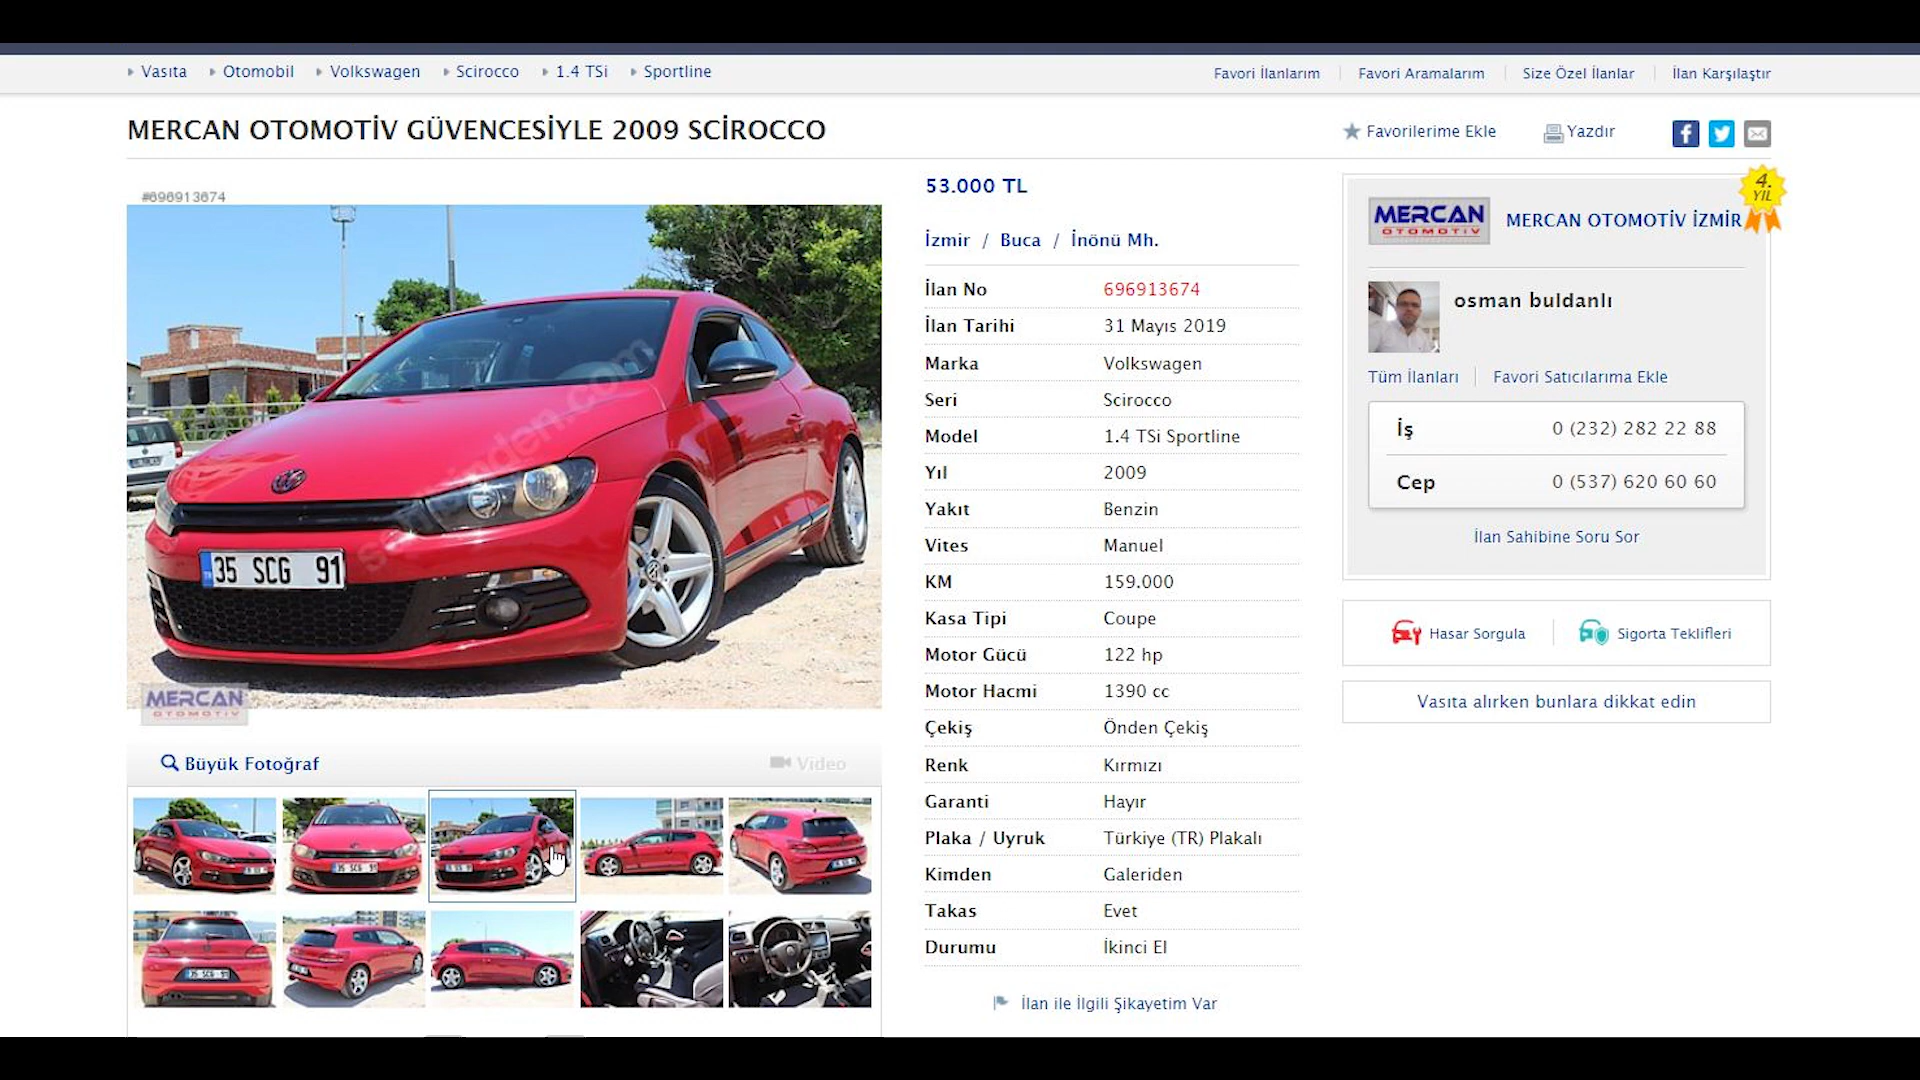 Vasıta Otomobil Volkswagen Scirocco 1.4 TSi Sportline
Favori İlanlarım Favori Aramalarım Size Özel İlanlar İlan Karşılaştır
MERCAN OTOMOTİV GÜVENCESİYLE 2009 SCİROCCO
Favorilerime Ekle Yazdır
#696913674
sahibinden.com
35 SCG 91
MERCAN
OTOMOTİV
Büyük Fotoğraf Video
53.000 TL
İzmir / Buca / İnönü Mh.
İlan No 696913674
İlan Tarihi 31 Mayıs 2019
Marka Volkswagen
Seri Scirocco
Model 1.4 TSi Sportline
Yıl 2009
Yakıt Benzin
Vites Manuel
KM 159.000
Kasa Tipi Coupe
Motor Gücü 122 hp
Motor Hacmi 1390 cc
Çekiş Önden Çekiş
Renk Kırmızı
Garanti Hayır
Plaka / Uyruk Türkiye (TR) Plakalı
Kimden Galeriden
Takas Evet
Durumu İkinci El
İlan ile İlgili Şikayetim Var
4.
YIL
MERCAN
OTOMOTİV
MERCAN OTOMOTİV İZMİR
osman buldanlı
Tüm İlanları Favori Satıcılarıma Ekle
İş 0 (232) 282 22 88
Cep 0 (537) 620 60 60
İlan Sahibine Soru Sor
Hasar Sorgula Sigorta Teklifleri
Vasıta alırken bunlara dikkat edin